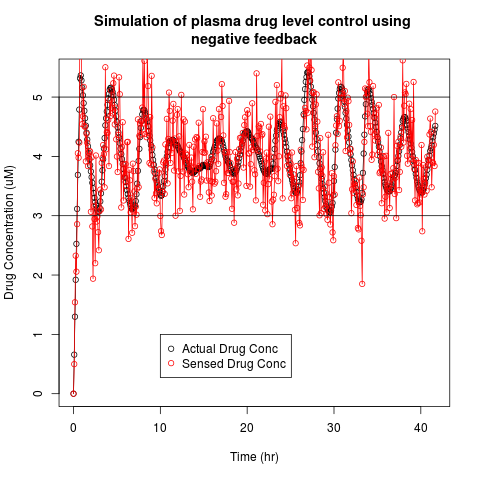 Simulation of plasma drug level control using
negative feedback
Drug Concentration (uM)
5
4
3
2
1
0
Actual Drug Conc
Sensed Drug Conc
0
10
20
30
40
Time (hr)